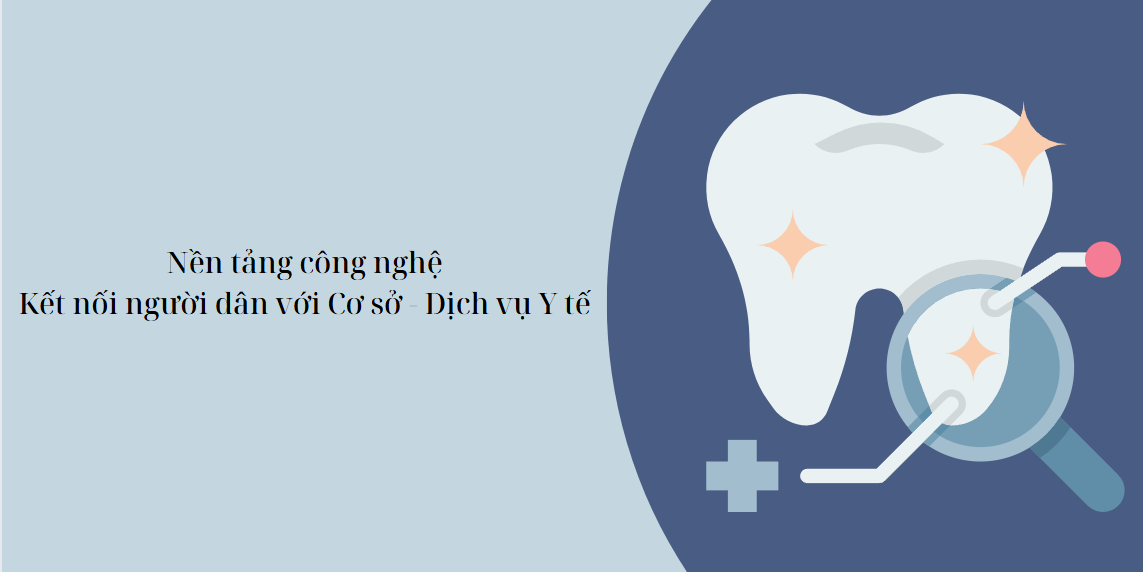 Nền tảng công nghệ
Kết nối người dân với Cơ sở - Dịch vụ Y tế